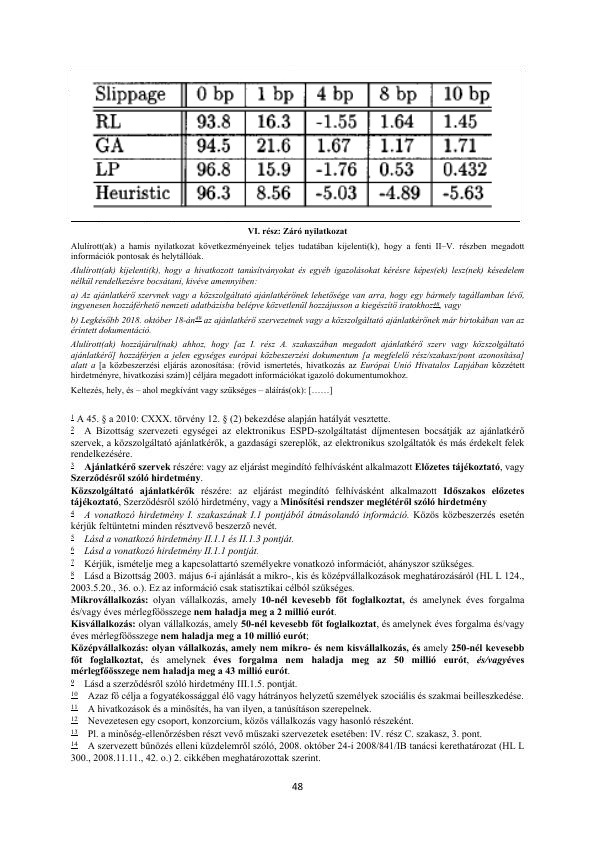 Slippage 0 bp 1 bp 4 bp 8 bp 10 bp
RL 93.8 16.3 -1.55 1.64 1.45
GA 94.5 21.6 1.67 1.17 1.71
LP 96.8 15.9 -1.76 0.53 0.432
Heuristic 96.3 8.56 -5.03 -4.89 -5.63
VI. rész: Záró nyilatkozat
Alulírott(ak) a hamis nyilatkozat következményeinek teljes tudatában kijelenti(k), hogy a fenti II–V. részben megadott
információk pontosak és helytállóak.
Alulírott(ak) kijelenti(k), hogy a hivatkozott tanúsítványokat és egyéb igazolásokat kérésre képes(ek) lesz(nek) késedelem
nélkül rendelkezésre bocsátani, kivéve amennyiben:
a) Az ajánlatkérő szervnek vagy a közszolgáltató ajánlatkérőnek lehetősége van arra, hogy egy bármely tagállamban lévő,
ingyenesen hozzáférhető nemzeti adatbázisba belépve közvetlenül hozzájusson a kiegészítő iratokhoz48, vagy
b) Legkésőbb 2018. október 18-án49 az ajánlatkérő szervezetnek vagy a közszolgáltató ajánlatkérőnek már birtokában van az
érintett dokumentáció.
Alulírott(ak) hozzájárul(nak) ahhoz, hogy [az I. rész A. szakaszában megadott ajánlatkérő szerv vagy közszolgáltató
ajánlatkérő] hozzáférjen a jelen egységes európai közbeszerzési dokumentum [a megfelelő rész/szakasz/pont azonosítása]
alatt a [a közbeszerzési eljárás azonosítása: (rövid ismertetés, hivatkozás az Európai Unió Hivatalos Lapjában közzétett
hirdetményre, hivatkozási szám)] céljára megadott információkat igazoló dokumentumokhoz.
Keltezés, hely, és – ahol megkívánt vagy szükséges – aláírás(ok): [……]
1 A 45. § a 2010: CXXX. törvény 12. § (2) bekezdése alapján hatályát vesztette.
2 A Bizottság szervezeti egységei az elektronikus ESPD-szolgáltatást díjmentesen bocsátják az ajánlatkérő
szervek, a közszolgáltató ajánlatkérők, a gazdasági szereplők, az elektronikus szolgáltatók és más érdekelt felek
rendelkezésére.
3 Ajánlatkérő szervek részére: vagy az eljárást megindító felhívásként alkalmazott Előzetes tájékoztató, vagy
Szerződésről szóló hirdetmény.
Közszolgáltató ajánlatkérők részére: az eljárást megindító felhívásként alkalmazott Időszakos előzetes
tájékoztató, Szerződésről szóló hirdetmény, vagy a Minősítési rendszer meglétéről szóló hirdetmény
4 A vonatkozó hirdetmény I. szakaszának I.1 pontjából átmásolandó információ. Közös közbeszerzés esetén
kérjük feltüntetni minden résztvevő beszerző nevét.
5 Lásd a vonatkozó hirdetmény II.1.1 és II.1.3 pontját.
6 Lásd a vonatkozó hirdetmény II.1.1 pontját.
7 Kérjük, ismételje meg a kapcsolattartó személyekre vonatkozó információt, ahányszor szükséges.
8 Lásd a Bizottság 2003. május 6-i ajánlását a mikro-, kis és középvállalkozások meghatározásáról (HL L 124.,
2003.5.20., 36. o.). Ez az információ csak statisztikai célból szükséges.
Mikrovállalkozás: olyan vállalkozás, amely 10-nél kevesebb főt foglalkoztat, és amelynek éves forgalma
és/vagy éves mérlegfőösszege nem haladja meg a 2 millió eurót.
Kisvállalkozás: olyan vállalkozás, amely 50-nél kevesebb főt foglalkoztat, és amelynek éves forgalma és/vagy
éves mérlegfőösszege nem haladja meg a 10 millió eurót;
Középvállalkozás: olyan vállalkozás, amely nem mikro- és nem kisvállalkozás, és amely 250-nél kevesebb
főt foglalkoztat, és amelynek éves forgalma nem haladja meg az 50 millió eurót, és/vagyéves
mérlegfőösszege nem haladja meg a 43 millió eurót.
9 Lásd a szerződésről szóló hirdetmény III.1.5. pontját.
10 Azaz fő célja a fogyatékossággal élő vagy hátrányos helyzetű személyek szociális és szakmai beilleszkedése.
11 A hivatkozások és a minősítés, ha van ilyen, a tanúsításon szerepelnek.
12 Nevezetesen egy csoport, konzorcium, közös vállalkozás vagy hasonló részeként.
13 Pl. a minőség-ellenőrzésben részt vevő műszaki szervezetek esetében: IV. rész C. szakasz, 3. pont.
14 A szervezett bűnözés elleni küzdelemről szóló, 2008. október 24-i 2008/841/IB tanácsi kerethatározat (HL L
300., 2008.11.11., 42. o.) 2. cikkében meghatározottak szerint.
48